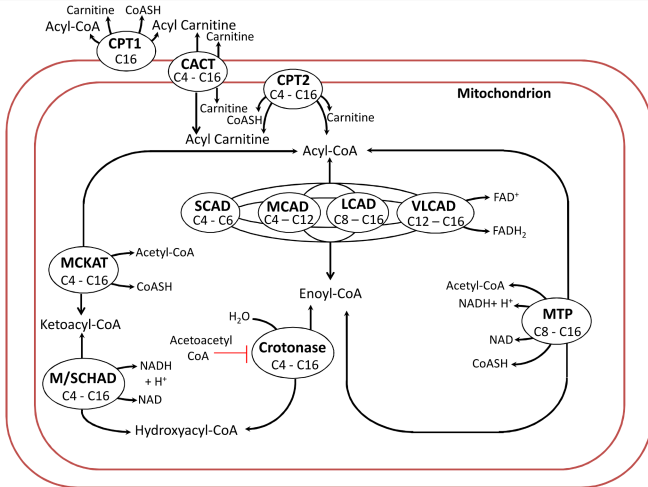 Carnitine
CoASH
Acyl-CoA
Acyl Carnitine
CPT1
C16
Carnitine
CACT
C4 - C16
CPT2
C4 - C16
Mitochondrion
Carnitine
CoASH
Carnitine
Acyl Carnitine
Acyl-CoA
SCAD
C4 - C6
MCAD
C4 – C12
LCAD
C8 – C16
VLCAD
C12 – C16
FAD⁺
FADH₂
MCKAT
C4 - C16
Acetyl-CoA
CoASH
Enoyl-CoA
Acetyl-CoA
NADH+ H⁺
MTP
C8 - C16
NAD
CoASH
Ketoacyl-CoA
H₂O
Acetoacetyl
CoA
Crotonase
C4 - C16
M/SCHAD
C4 - C16
NADH
+ H⁺
NAD
Hydroxyacyl-CoA